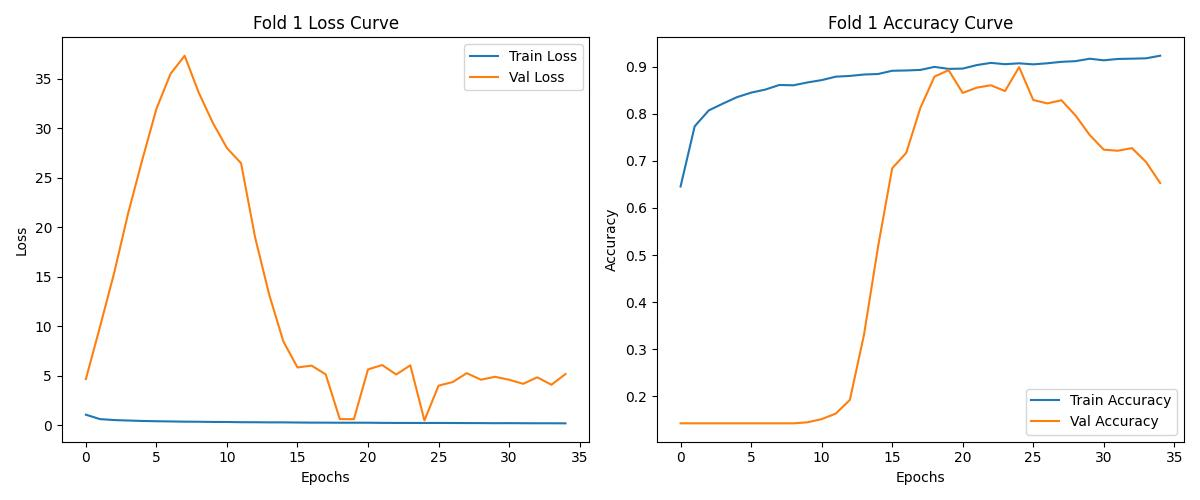 Fold 1 Loss Curve
Train Loss
Val Loss
35
30
25
20
15
10
5
0
Loss
0 5 10 15 20 25 30 35
Epochs
Fold 1 Accuracy Curve
0.9
0.8
0.7
0.6
0.5
0.4
0.3
0.2
Accuracy
Train Accuracy
Val Accuracy
0 5 10 15 20 25 30 35
Epochs